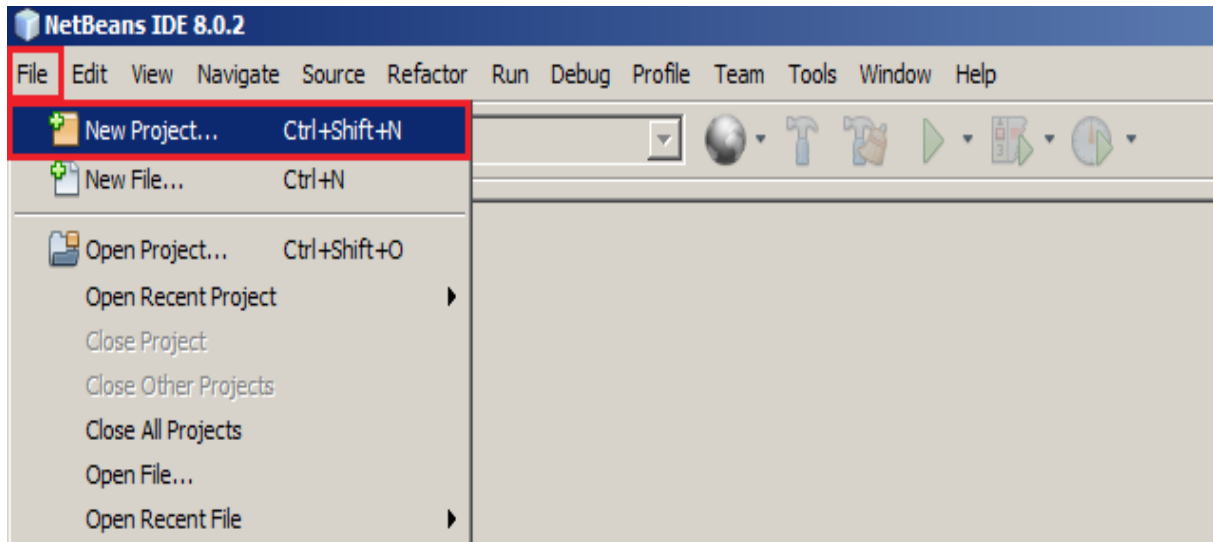 NetBeans IDE 8.0.2
File Edit View Navigate Source Refactor Run Debug Profile Team Tools Window Help
New Project... Ctrl+Shift+N
New File... Ctrl+N
Open Project... Ctrl+Shift+O
Open Recent Project
Close Project
Close Other Projects
Close All Projects
Open File...
Open Recent File